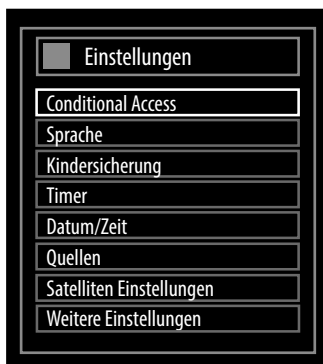 Einstellungen
Conditional Access
Sprache
Kindersicherung
Timer
Datum/Zeit
Quellen
Satelliten Einstellungen
Weitere Einstellungen